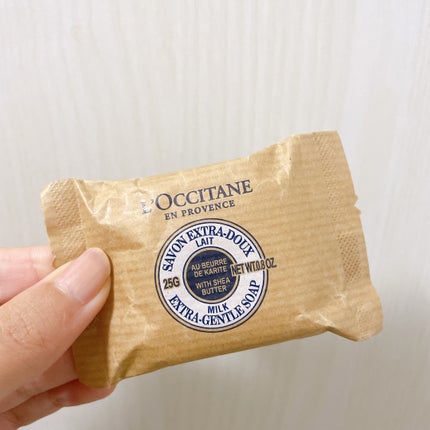 L'OCCITANE
EN PROVENCE
SAVON EXTRA-DOUX
LAIT
AU BEURRE
DE KARITE
WITH SHEA
BUTTER
25G
NET WT.0.8 OZ
MILK
EXTRA-GENTLE SOAP